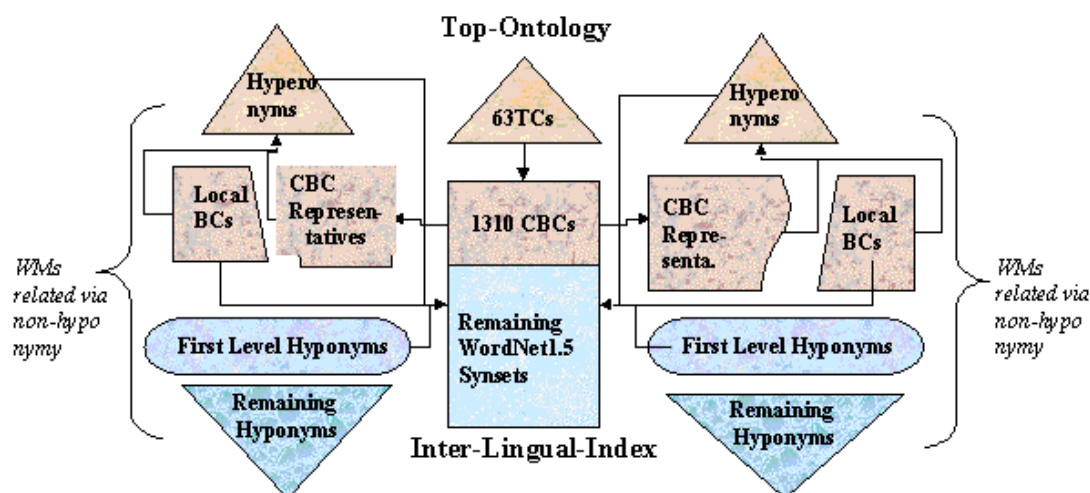 Top-Ontology
Hypero
nyms
63TCs
Hypero
nyms
Local
BCs
CBC
Represen-
tatives
1310 CBCs
CBC
Repre-
senta.
Local
BCs
WMs
related via
non-hypo
nymy
WMs
related via
non-hypo
nymy
First Level Hyponyms
Remaining
WordNet1.5
Synsets
First Level Hyponyms
Remaining
Hyponyms
Remaining
Hyponyms
Inter-Lingual-Index